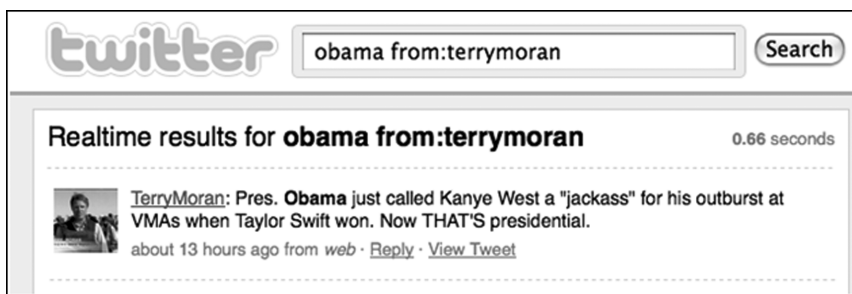 twitter
obama from:terrymoran
Search
Realtime results for obama from:terrymoran
0.66 seconds
TerryMoran: Pres. Obama just called Kanye West a "jackass" for his outburst at
VMAs when Taylor Swift won. Now THAT'S presidential.
about 13 hours ago from web · Reply · View Tweet